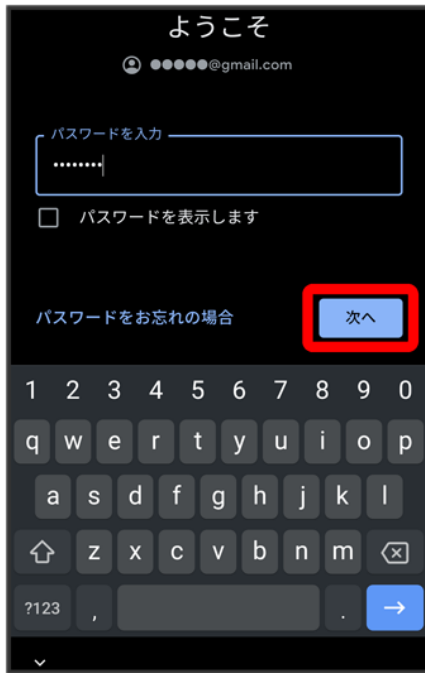 ようこそ
●●●●●@gmail.com
パスワードを入力
••••••••
パスワードを表示します
パスワードをお忘れの場合
次へ
1 2 3 4 5 6 7 8 9 0
q w e r t y u i o p
a s d f g h j k l
z x c v b n m
?123 , .